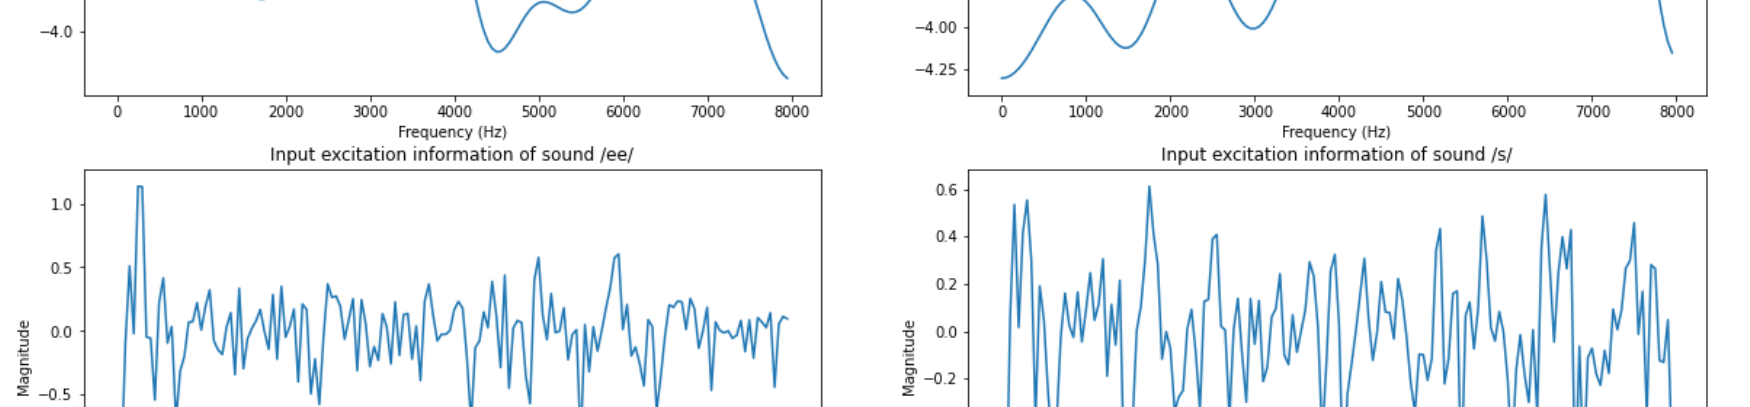 −4.0
0 1000 2000 3000 4000 5000 6000 7000 8000
Frequency (Hz)
Input excitation information of sound /ee/
1.0
0.5
0.0
−0.5
Magnitude
−4.00
−4.25
0 1000 2000 3000 4000 5000 6000 7000 8000
Frequency (Hz)
Input excitation information of sound /s/
0.6
0.4
0.2
0.0
−0.2
Magnitude